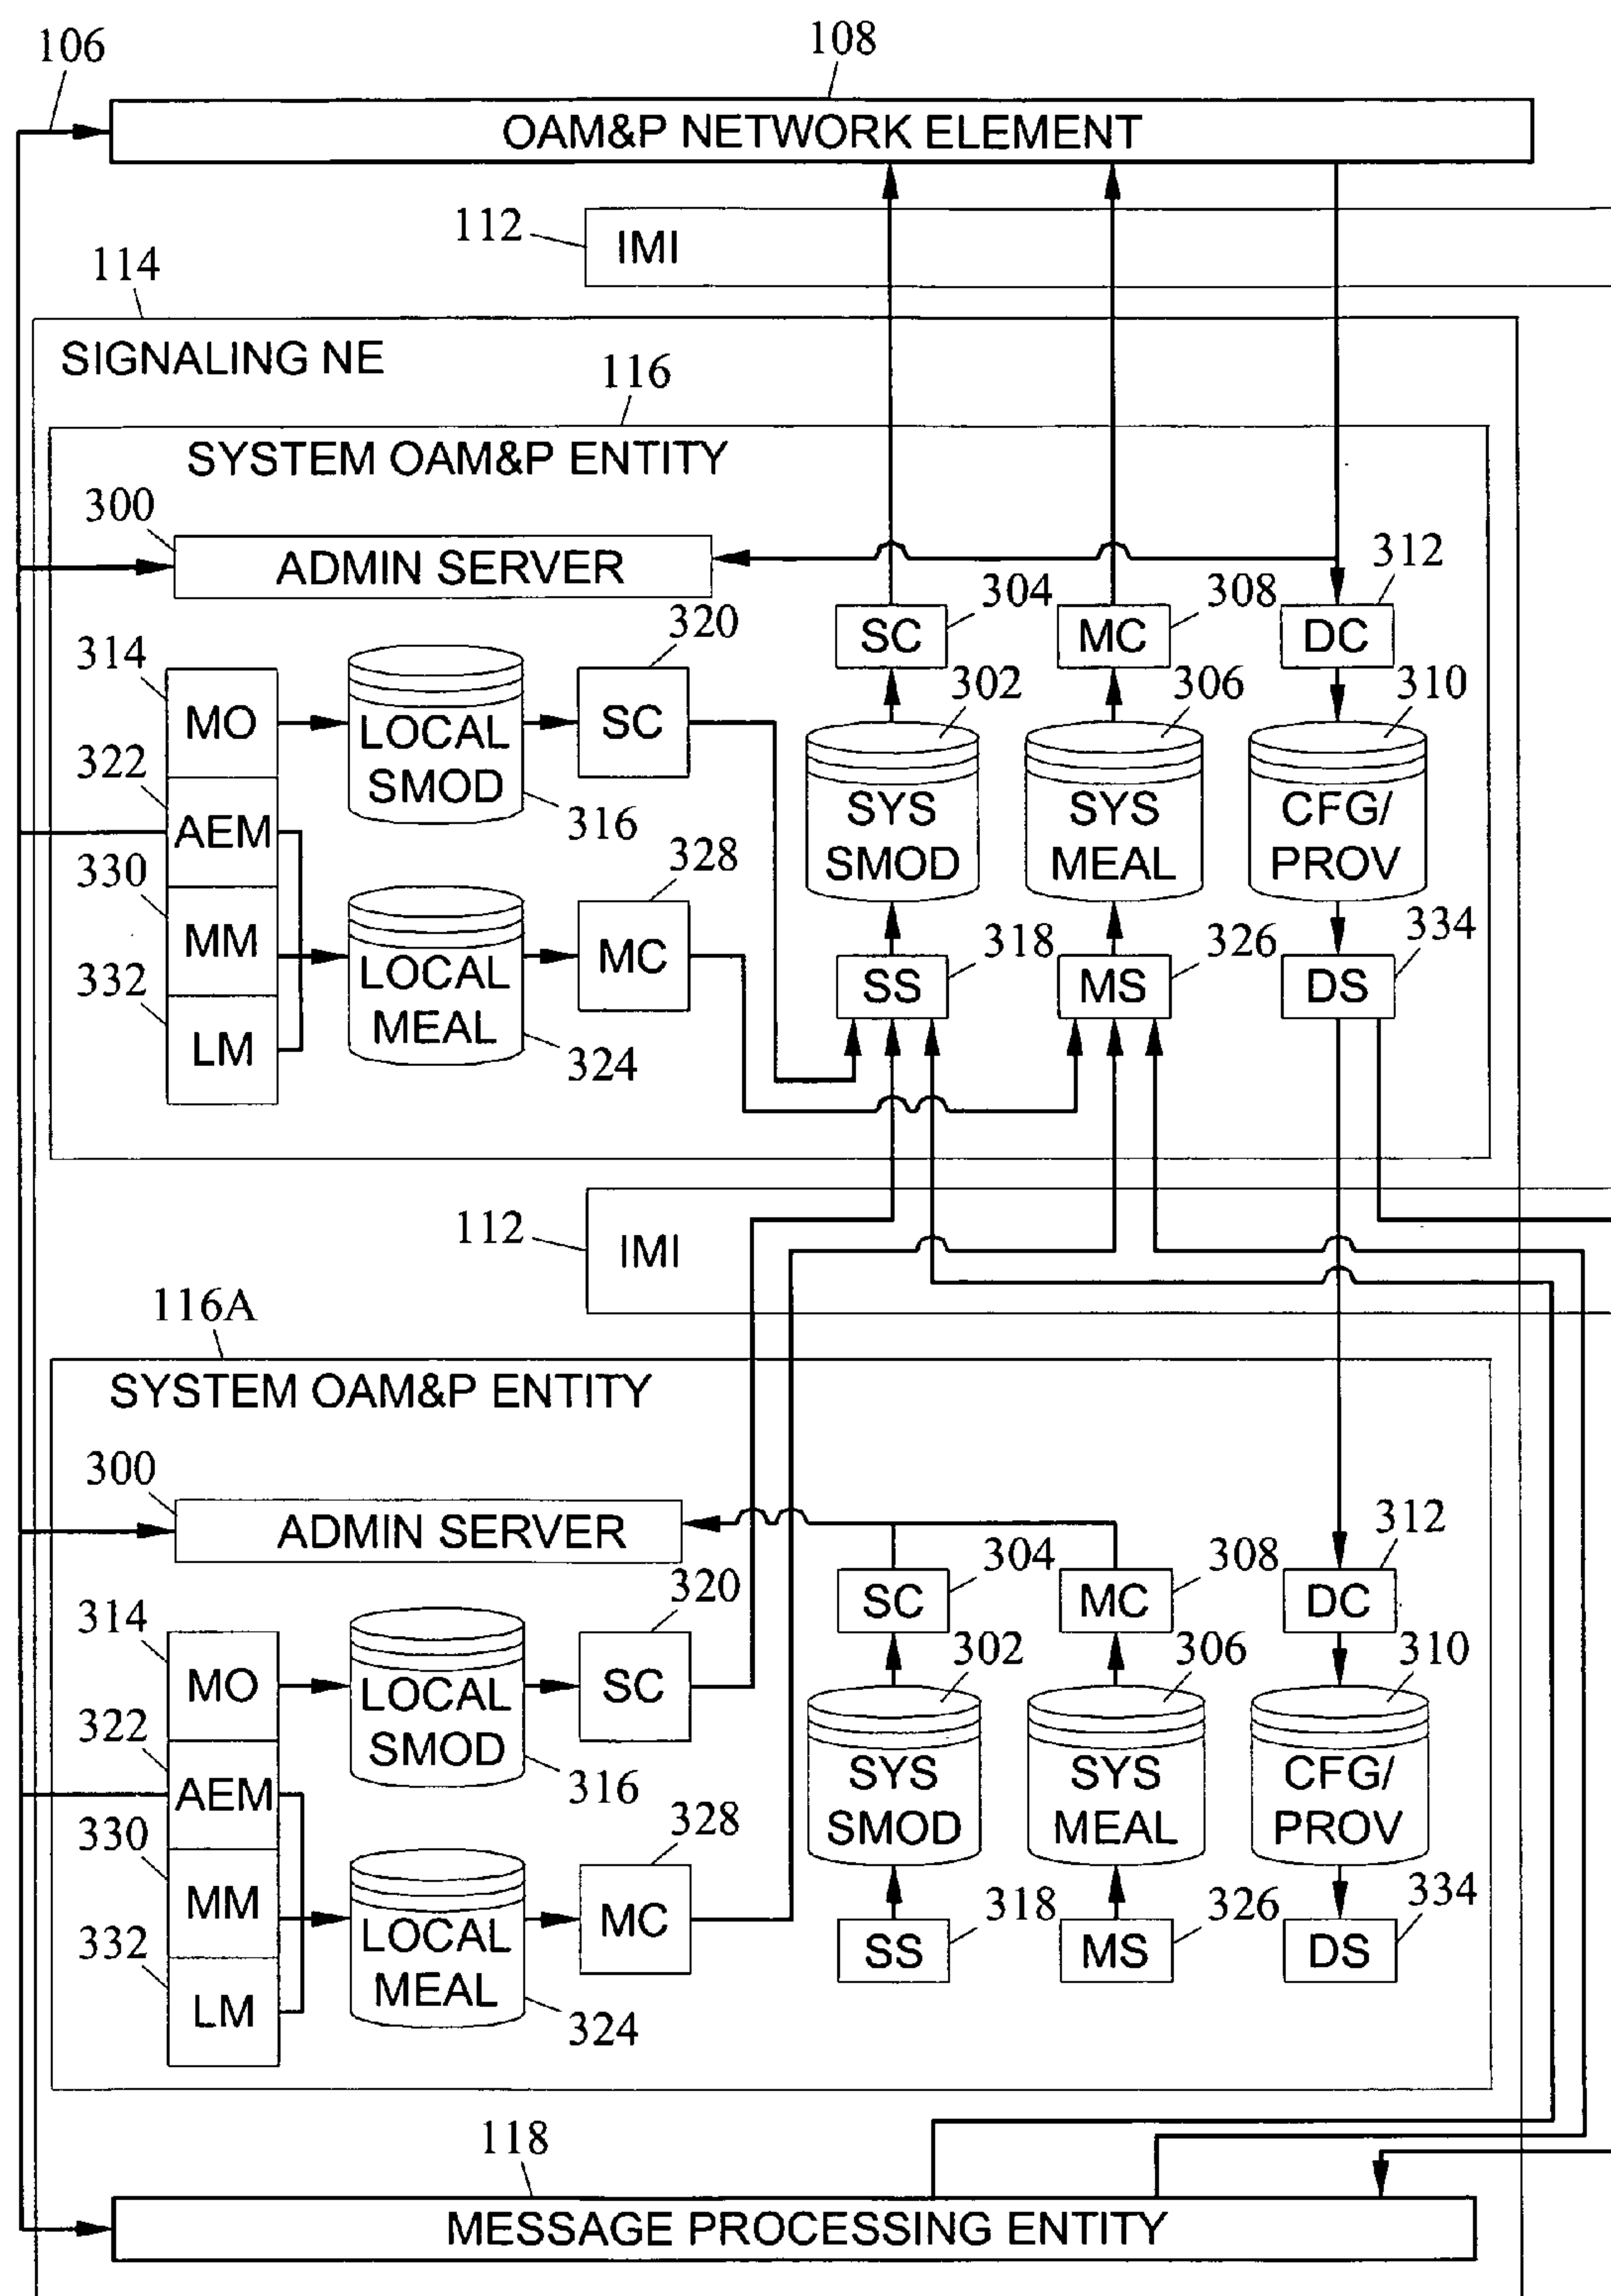 106
108
OAM&P NETWORK ELEMENT
112
IMI
114
SIGNALING NE
116
SYSTEM OAM&P ENTITY
300
ADMIN SERVER
312
304
308
DC
SC
MC
320
314
MO
LOCAL
SMOD
SC
302
306
310
322
316
SYS
SMOD
SYS
MEAL
CFG/
PROV
AEM
328
330
MM
LOCAL
MEAL
MC
318
326
334
SS
MS
DS
332
LM
324
112
IMI
116A
SYSTEM OAM&P ENTITY
300
ADMIN SERVER
312
304
308
SC
MC
DC
320
314
MO
LOCAL
SMOD
SC
302
306
310
322
316
SYS
SMOD
SYS
MEAL
CFG/
PROV
AEM
328
330
MM
LOCAL
MEAL
MC
318
326
334
SS
MS
DS
332
LM
324
118
MESSAGE PROCESSING ENTITY